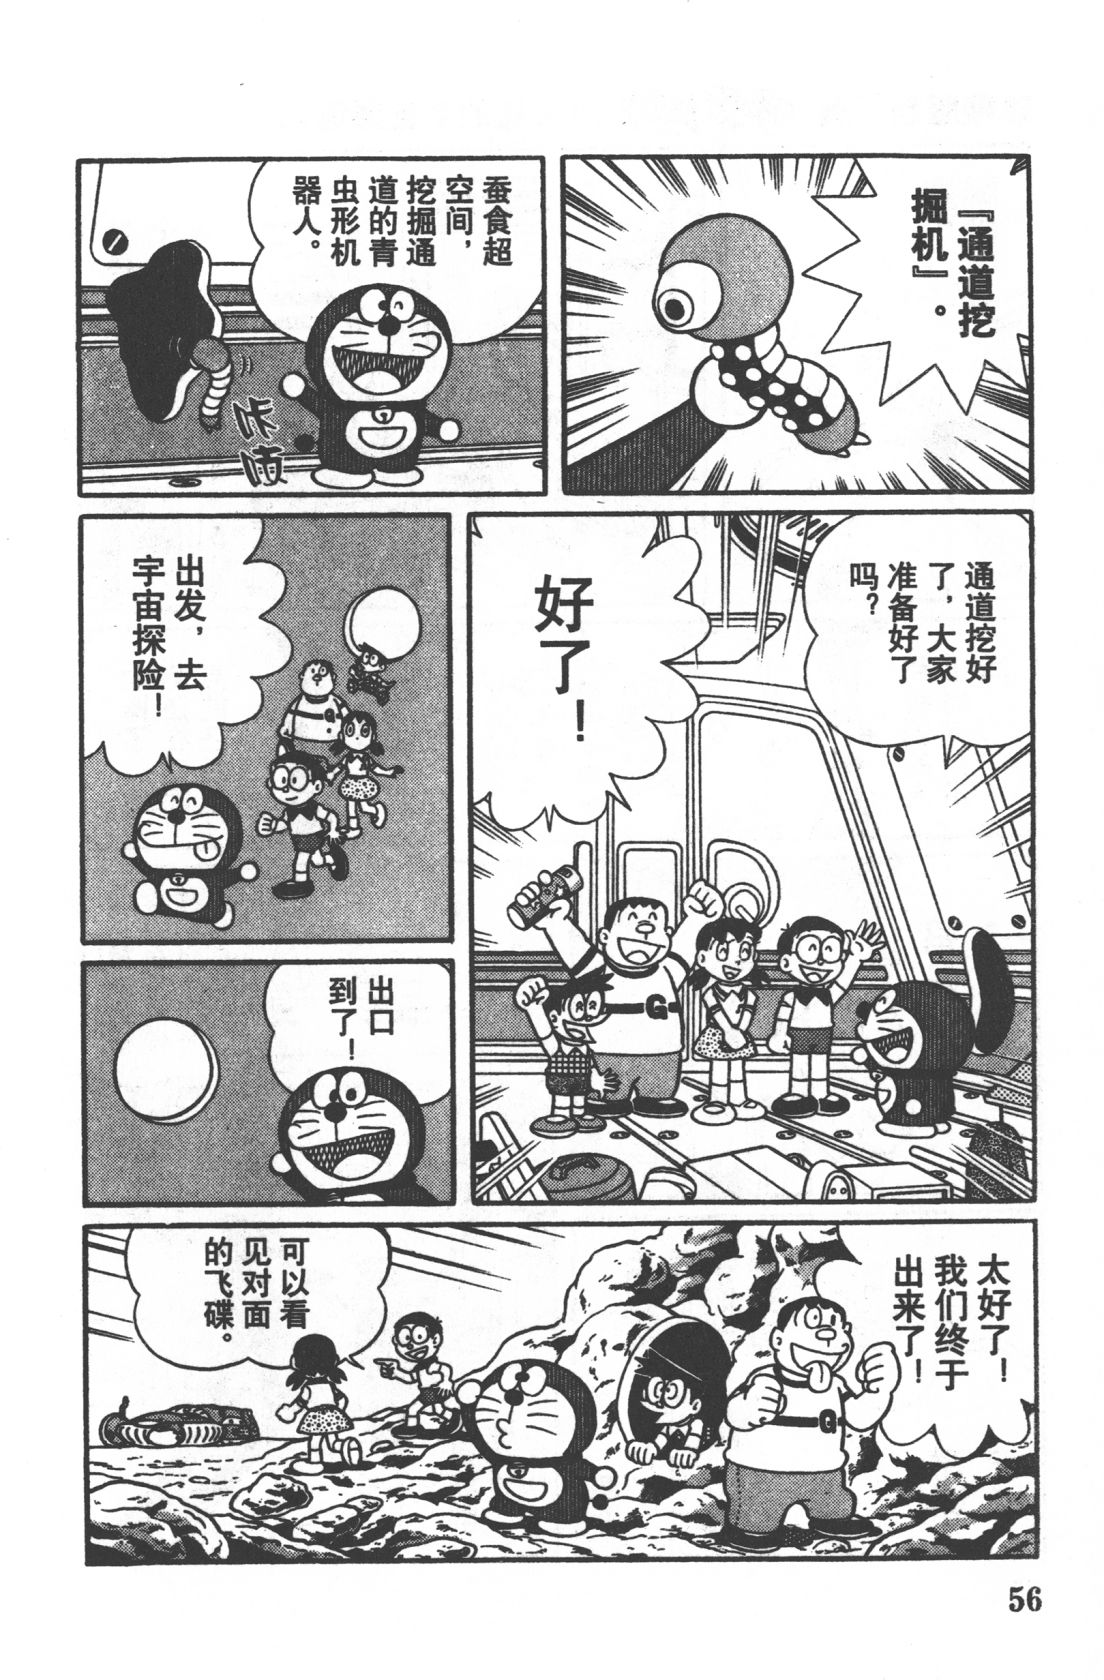 『通道挖
掘机』。
蚕食超
空间，
挖掘通
道的青
虫形机
器人。
咔
唭
通道挖好
了，大家
准备好了
吗？
好了！
出发，去
宇宙探险！
出口
到了！
太好了！
我们终于
出来了！
可以看
见对面
的飞碟。
G
G
G
56